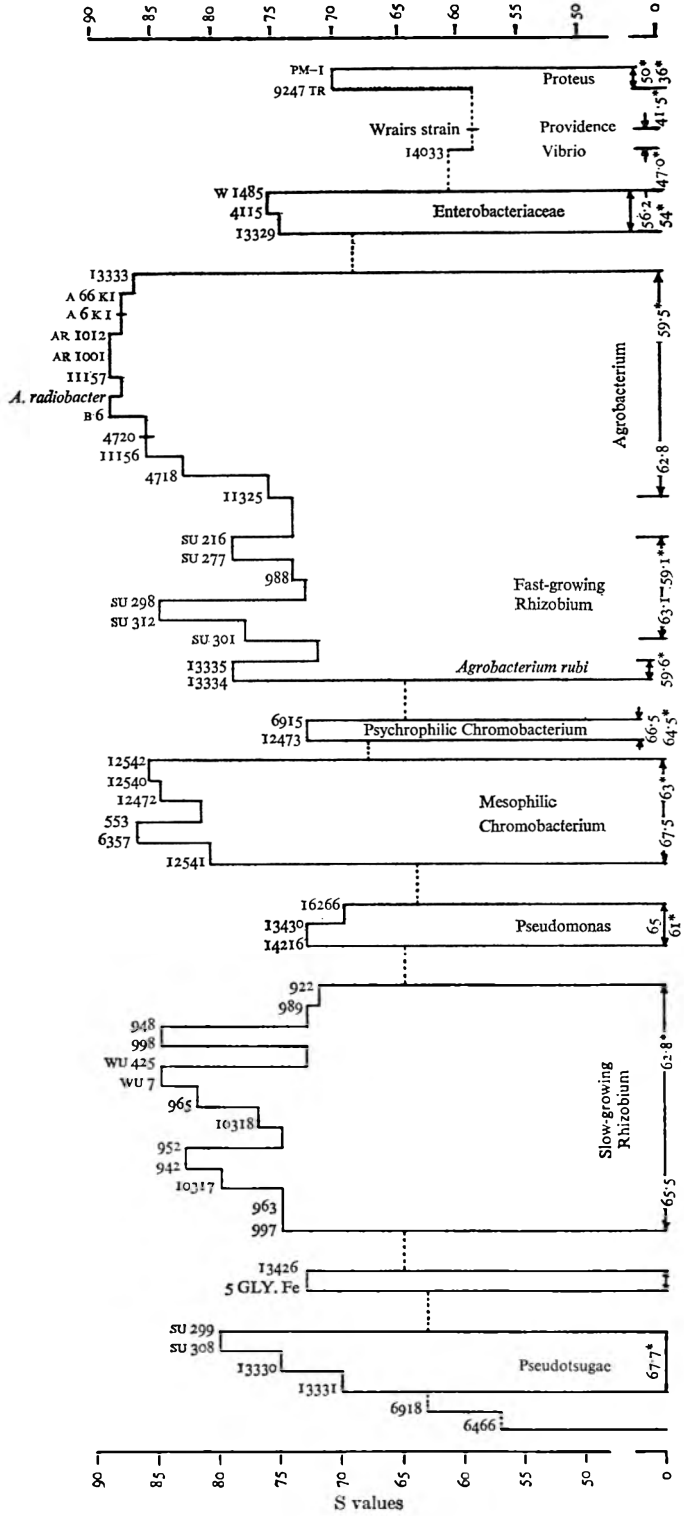 90 85 80 75 70 65 60 55 50 0
PM-1
9247 TR
Proteus
50*
36*
Wrairs strain
Providence
41·5*
14033
Vibrio
47·0*
W 1485
4115
13329
Enterobacteriaceae
56·2-
54*
13333
A 66 K1
A 6 K 1
AR 1012
AR 1001
11157
A. radiobacter
B·6
4720
11156
4718
11325
Agrobacterium
59·5*
62·8
SU 216
SU 277
988
SU 298
SU 312
SU 301
Fast-growing
Rhizobium
59·1*
63·1
13335
13334
Agrobacterium rubi
59·6*
6915
12473
Psychrophilic Chromobacterium
66·5
64·5*
12542
12540
12472
553
6357
12541
Mesophilic
Chromobacterium
63*
67·5
16266
13430
14216
Pseudomonas
65
61*
922
989
948
998
WU 425
WU 7
965
10318
952
942
10317
963
997
Slow-growing
Rhizobium
62·8*
65·5
13426
5 GLY. Fe
SU 299
SU 308
13330
13331
Pseudotsugae
67·7*
6918
6466
90 85 80 75 70 65 60 55 50 0
S values